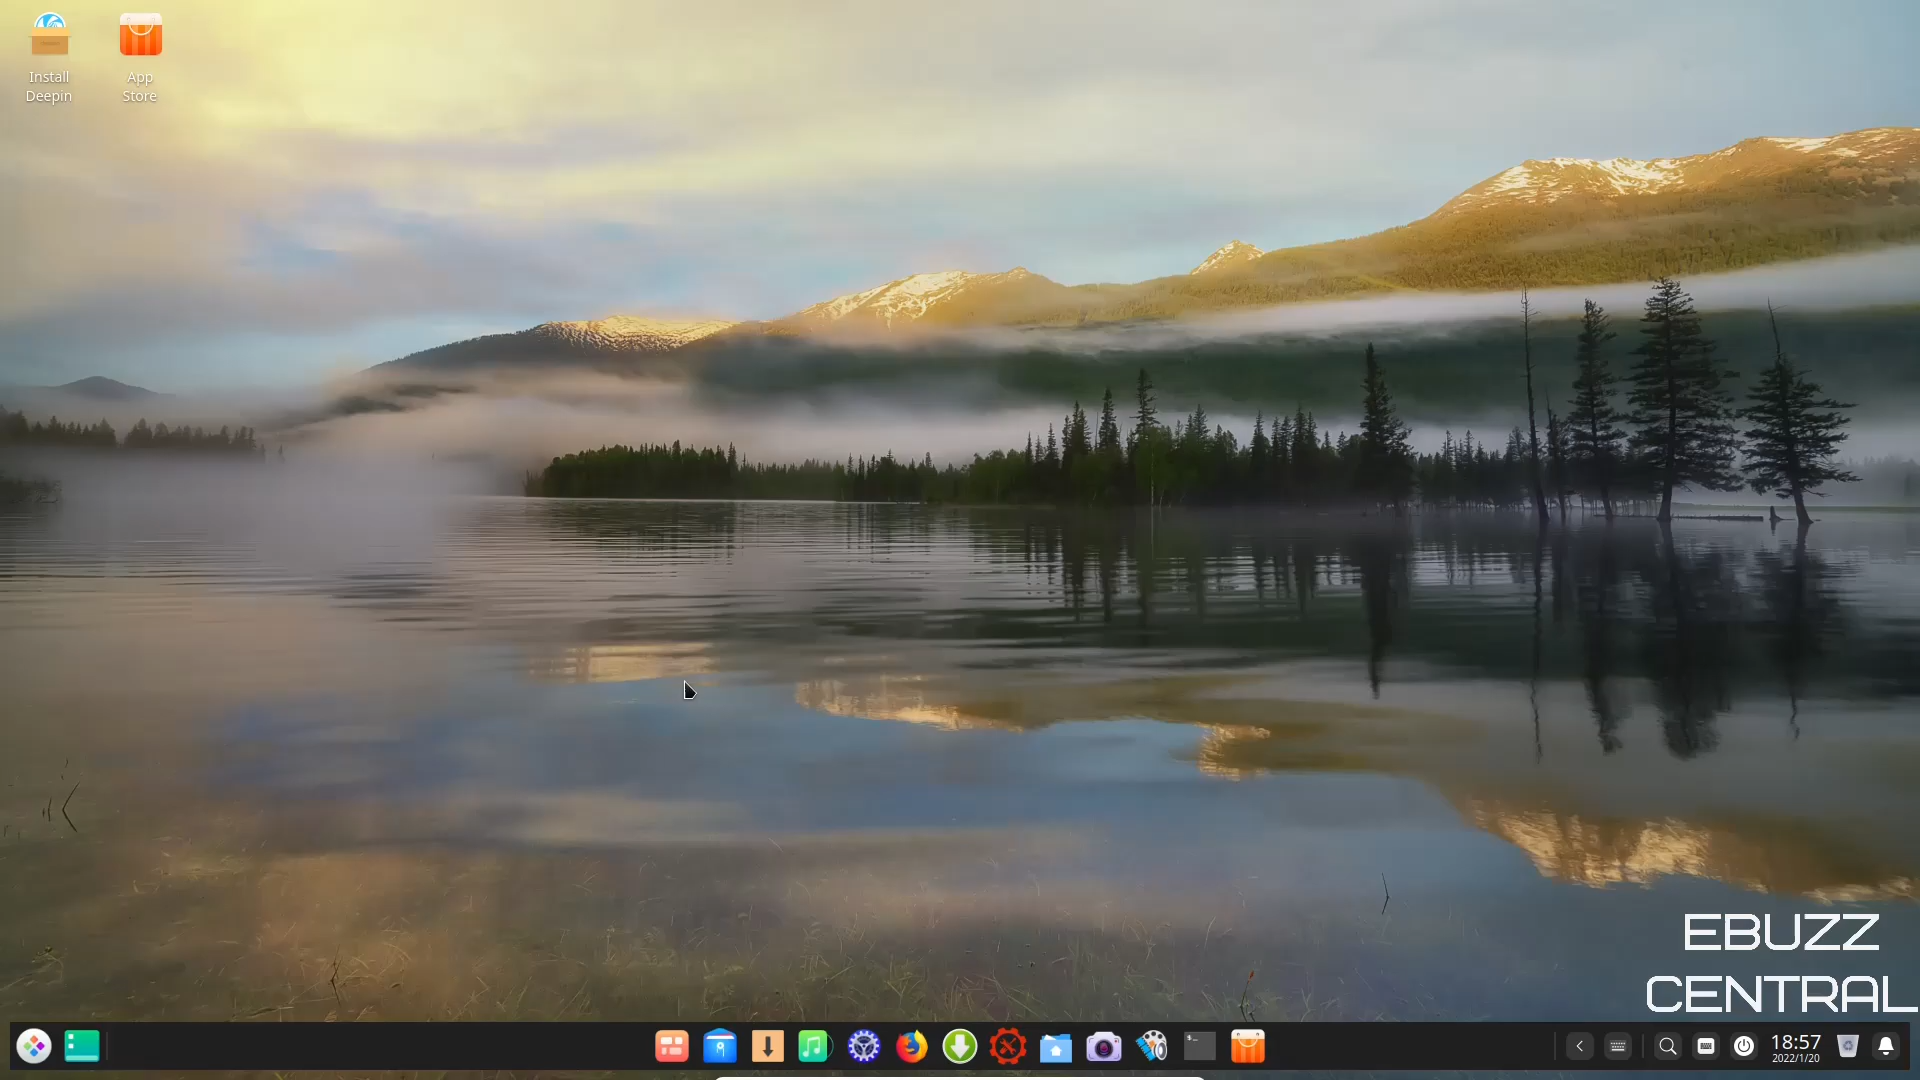 Install
Deepin
App
Store
EBUZZ
CENTRAL
18:57
2022/1/20